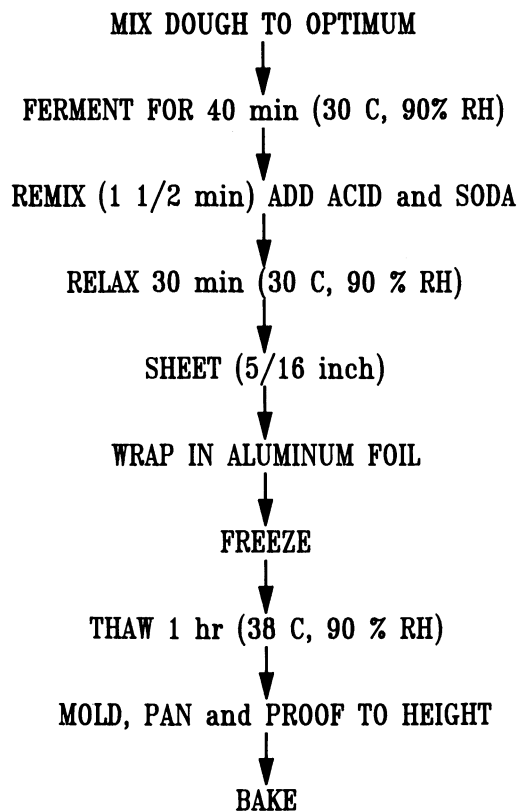 MIX DOUGH TO OPTIMUM
FERMENT FOR 40 min (30 C, 90% RH)
REMIX (1 1/2 min) ADD ACID and SODA
RELAX 30 min (30 C, 90 % RH)
SHEET (5/16 inch)
WRAP IN ALUMINUM FOIL
FREEZE
THAW 1 hr (38 C, 90 % RH)
MOLD, PAN and PROOF TO HEIGHT
BAKE